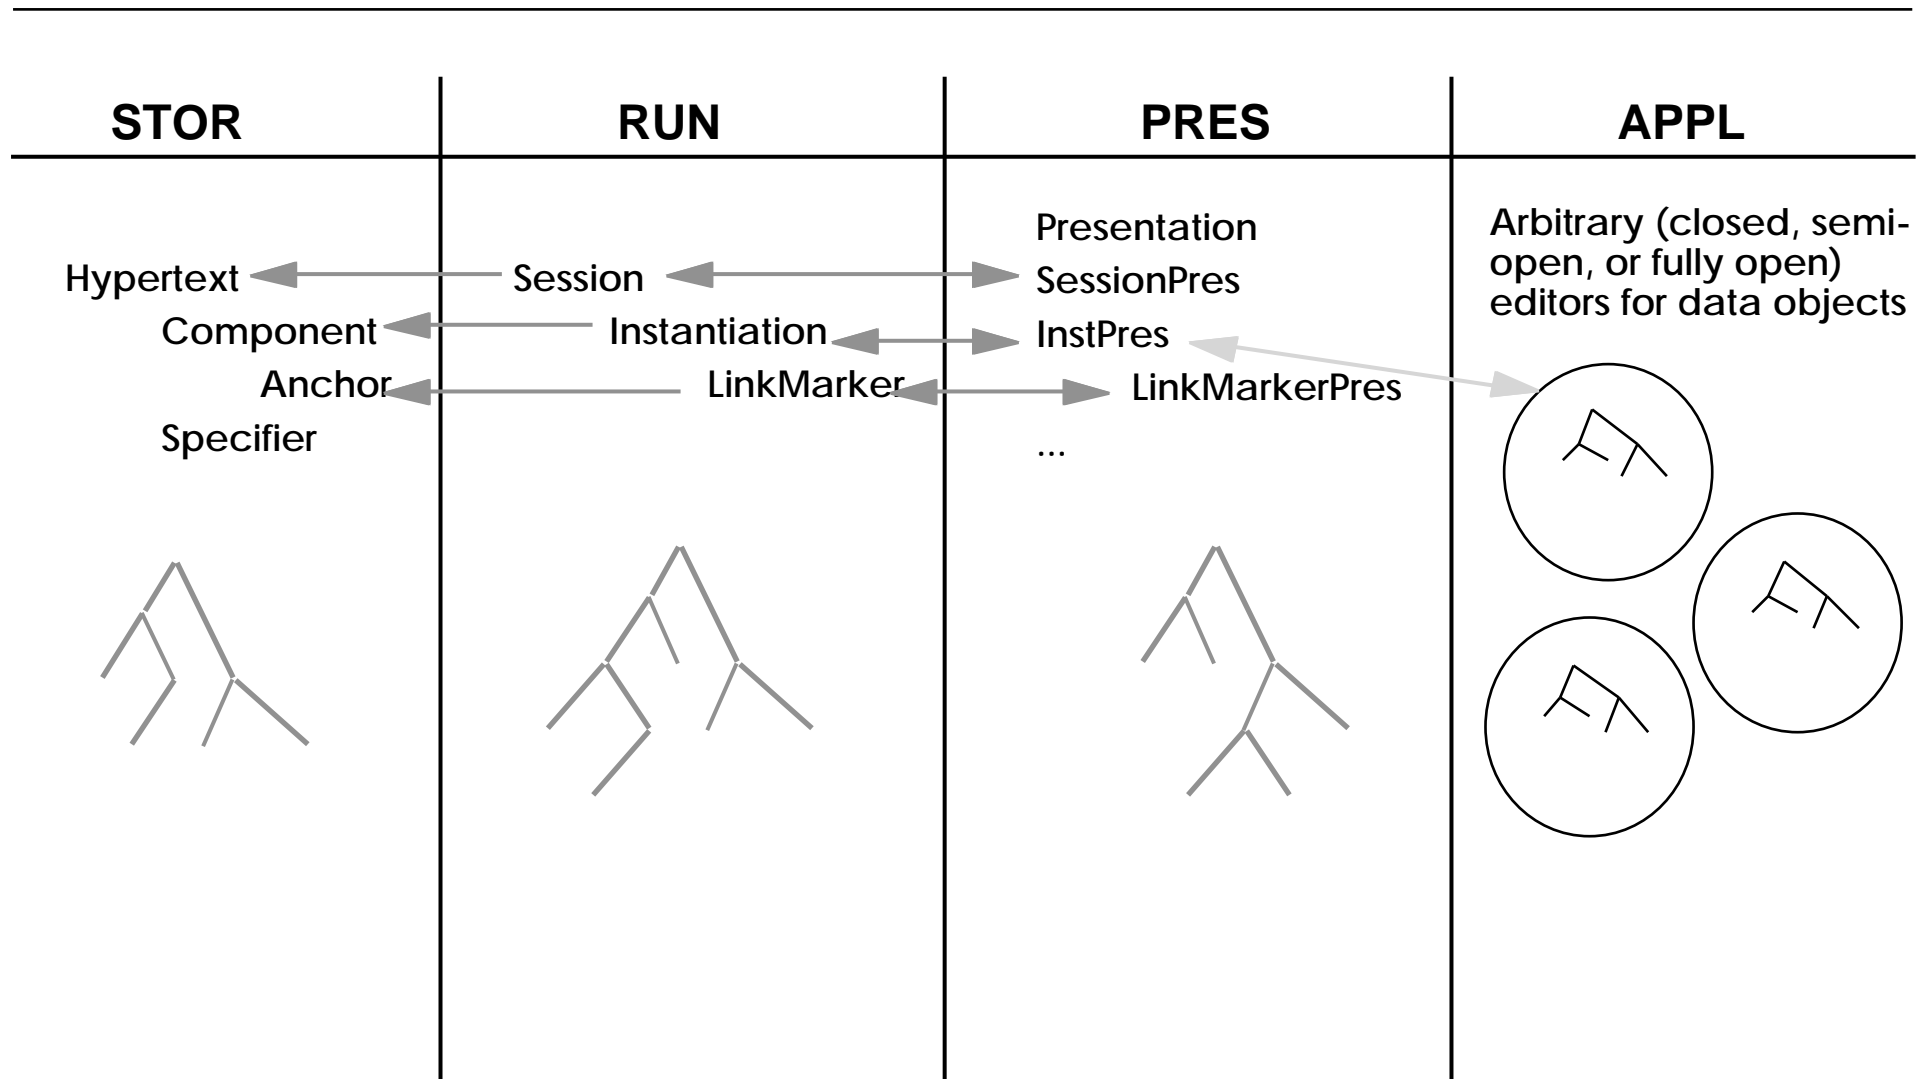 STOR
RUN
PRES
APPL
Hypertext
Component
Anchor
Specifier
Session
Instantiation
LinkMarker
Presentation
SessionPres
InstPres
LinkMarkerPres
...
Arbitrary (closed, semi-
open, or fully open)
editors for data objects